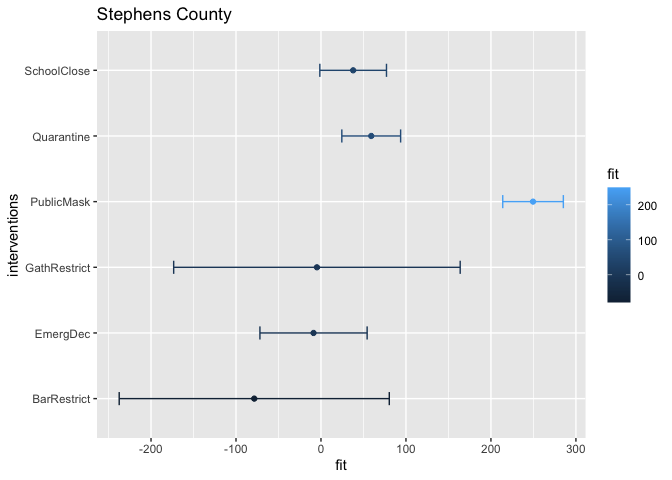 Stephens County
SchoolClose
Quarantine
PublicMask
GathRestrict
EmergDec
BarRestrict
interventions
-200 -100 0 100 200 300
fit
fit
200
100
0